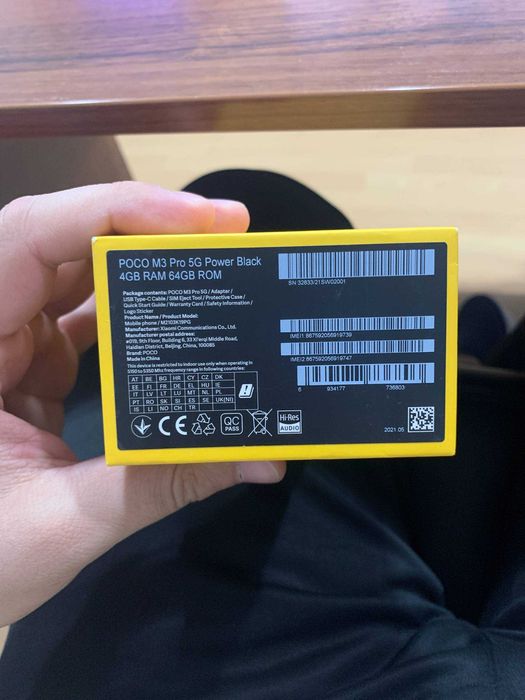 POCO M3 Pro 5G Power Black
4GB RAM 64GB ROM
Package contents: POCO M3 Pro 5G / Adapter /
USB Type-C Cable / SIM Eject Tool / Protective Case /
Quick Start Guide / Warranty Card / Safety Information /
Logo Sticker
Product Name / Product Model:
Mobile phone / M2103K19PG
Manufacturer: Xiaomi Communications Co., Ltd.
Manufacturer postal address:
#019, 9th Floor, Building 6, 33 Xi'erqi Middle Road,
Haidian District, Beijing, China, 100085
Brand: POCO
Made in China
This device is restricted to indoor use only when operating in
5150 to 5350 Mhz frequency range in following countries:
AT BE BG HR CY CZ DK
EE FI FR DE EL HU IE
IT LV LT LU MT NL PL
PT RO SK SI ES SE UK(NI)
IS LI NO CH TR
CE
QC
PASS
Hi-Res
AUDIO
SN 32833/21SW02001
IMEI1 867592056919739
IMEI2 867592056919747
6 934177 736803
2021. 05